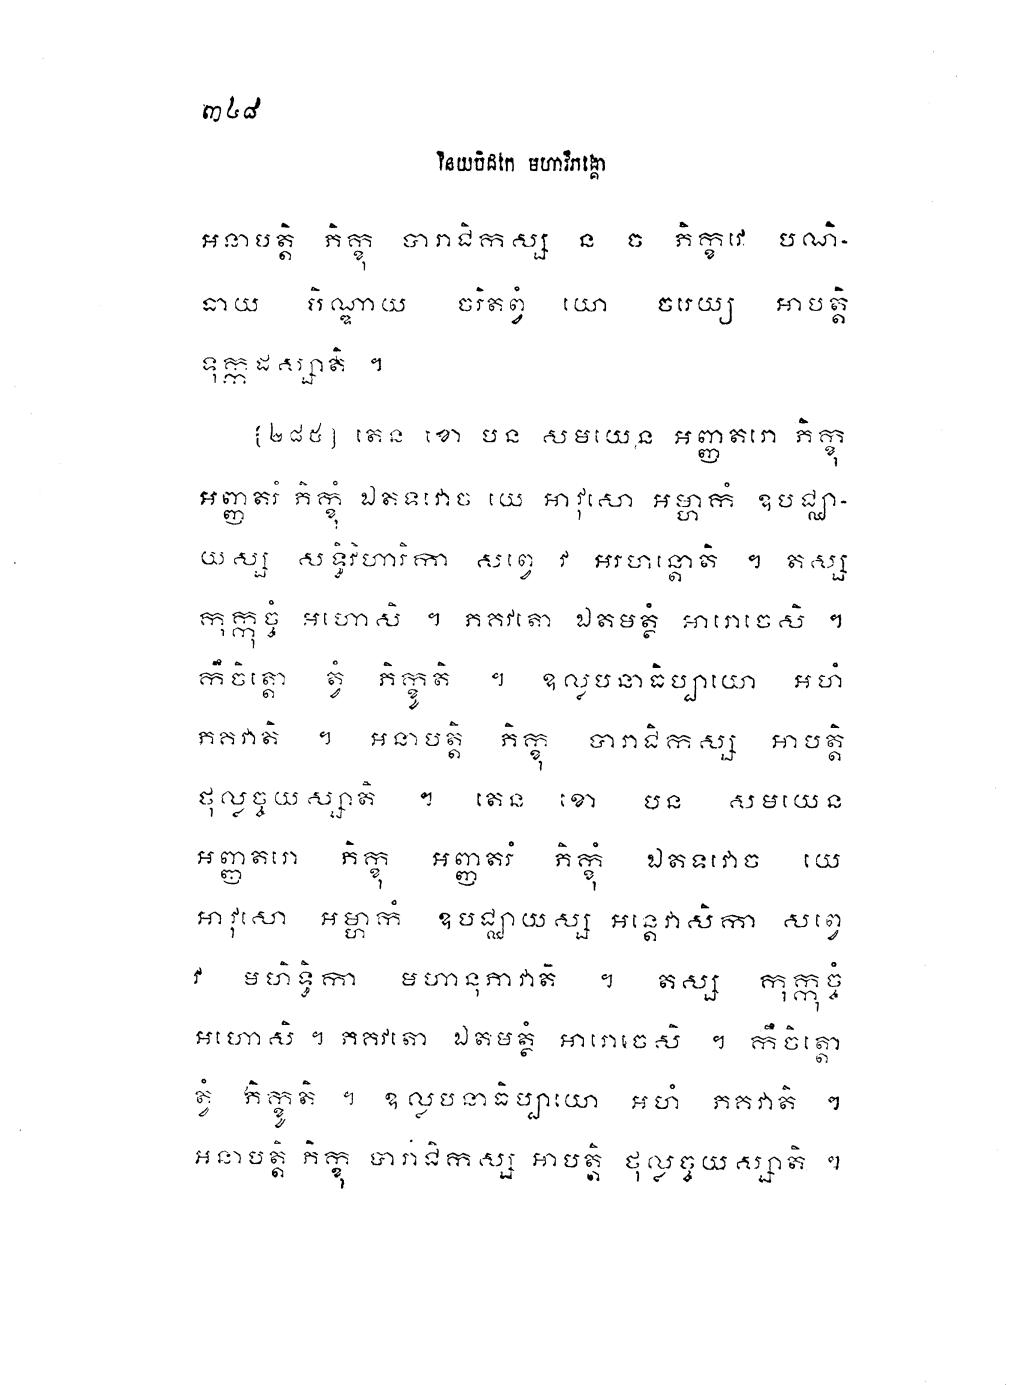 ៣៤៨
វិនយបិដកេ មហាវិភង្គោ
អនាបត្តិ ភិក្ខុ បារាជិកស្ស ន ច ភិក្ខវេ បណិ-
ធាយ បិណ្ឌាយ ចរិតព្វំ យោ ចរេយ្យ អាបត្តិ
ទុក្កដស្សាតិ ។
{២៨៥} តេន ខោ បន សមយេន អញ្ញតរោ ភិក្ខុ
អញ្ញតរំ ភិក្ខុំ ឯតទវោច យេ អាវុសោ អម្ហាកំ ឧបជ្ឈា-
យស្ស សទ្ធិំវិហារិកា សព្វេ វ អរហន្តោតិ ។ តស្ស
កុក្កុច្ចំ អហោសិ ។ ភគវតោ ឯតមត្ថំ អារោចេសិ ។
កឹចិត្តោ ត្វំ ភិក្ខូតិ ។ ឧល្លបនាធិប្បាយោ អហំ
ភគវាតិ ។ អនាបត្តិ ភិក្ខុ បារាជិកស្ស អាបត្តិ
ថុល្លច្ចយស្សាតិ ។ តេន ខោ បន សមយេន
អញ្ញតរោ ភិក្ខុ អញ្ញតរំ ភិក្ខុំ ឯតទវោច យេ
អាវុសោ អម្ហាកំ ឧបជ្ឈាយស្ស អន្តេវាសិកា សព្វេ
វ មហិទ្ធិកា មហានុភាវាតិ ។ តស្ស កុក្កុច្ចំ
អហោសិ ។ ភគវតោ ឯតមត្ថំ អារោចេសិ ។ កឹចិត្តោ
ត្វំ ភិក្ខូតិ ។ ឧល្លបនាធិប្បាយោ អហំ ភគវាតិ ។
អនាបត្តិ ភិក្ខុ បារាជិកស្ស អាបត្តិ ថុល្លច្ចយស្សាតិ ។